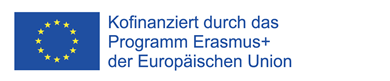 Kofinanziert durch das
Programm Erasmus+
der Europäischen Union